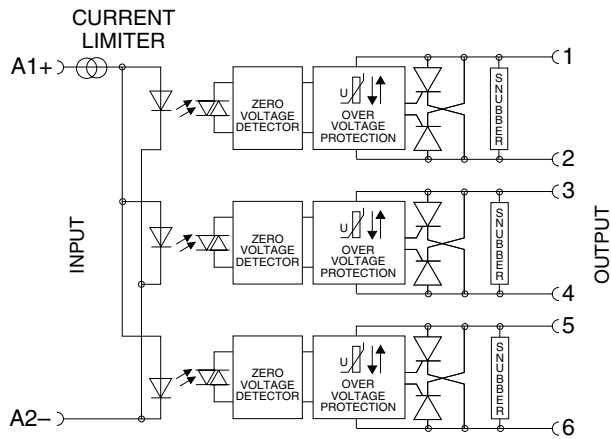 CURRENT
LIMITER
A1+
1
ZERO
VOLTAGE
DETECTOR
U
OVER
VOLTAGE
PROTECTION
SNUBBER
2
3
INPUT
ZERO
VOLTAGE
DETECTOR
U
OVER
VOLTAGE
PROTECTION
SNUBBER
OUTPUT
4
5
ZERO
VOLTAGE
DETECTOR
U
OVER
VOLTAGE
PROTECTION
SNUBBER
A2–
6